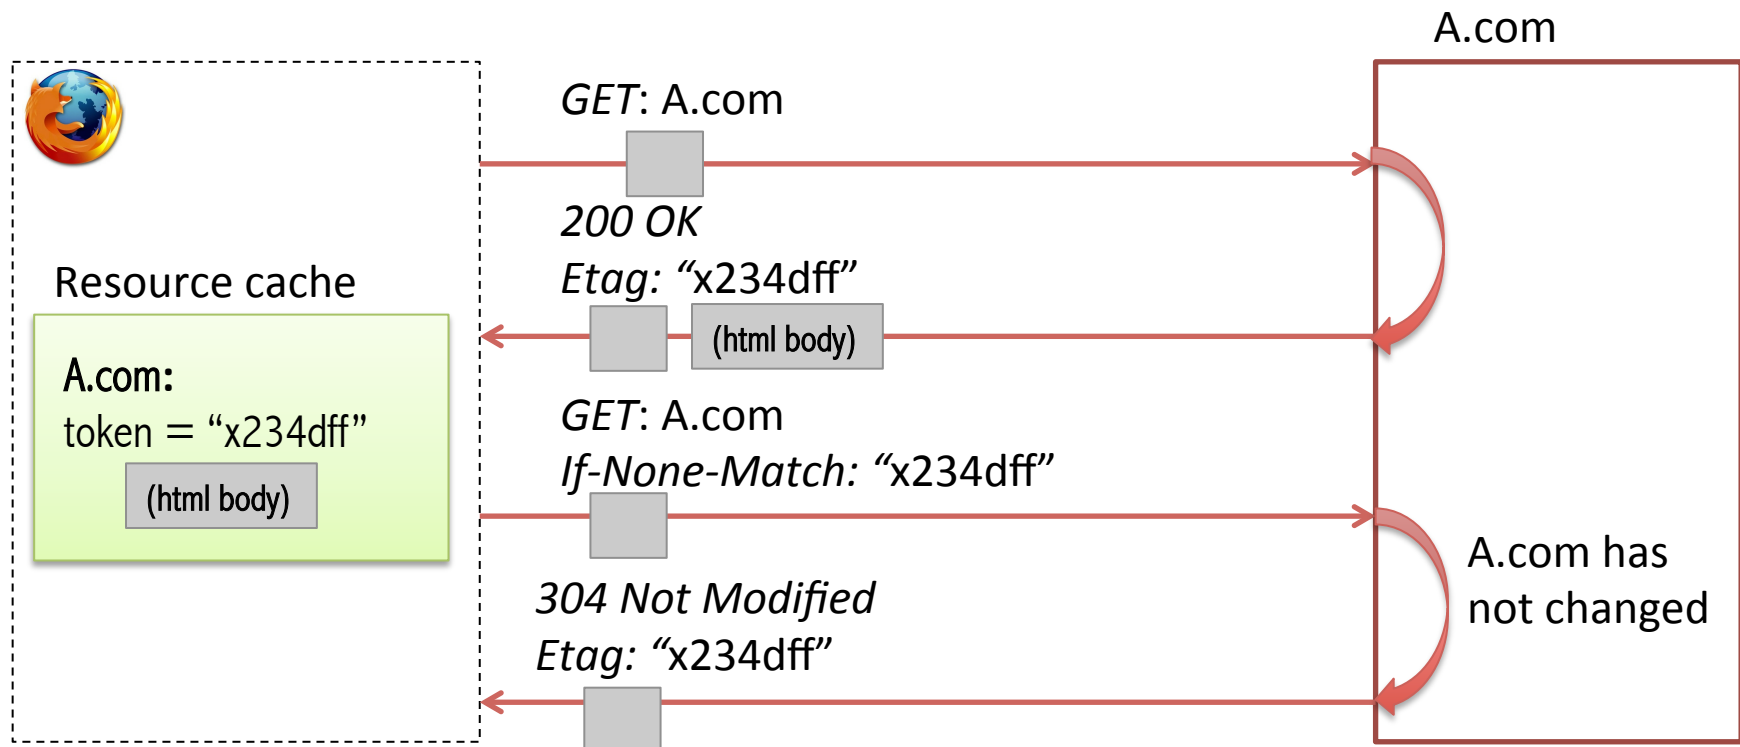 A.com
GET: A.com
200 OK
Etag: “x234dff”
(html body)
Resource cache
A.com:
token = “x234dff”
(html body)
GET: A.com
If-None-Match: “x234dff”
A.com has
not changed
304 Not Modified
Etag: “x234dff”